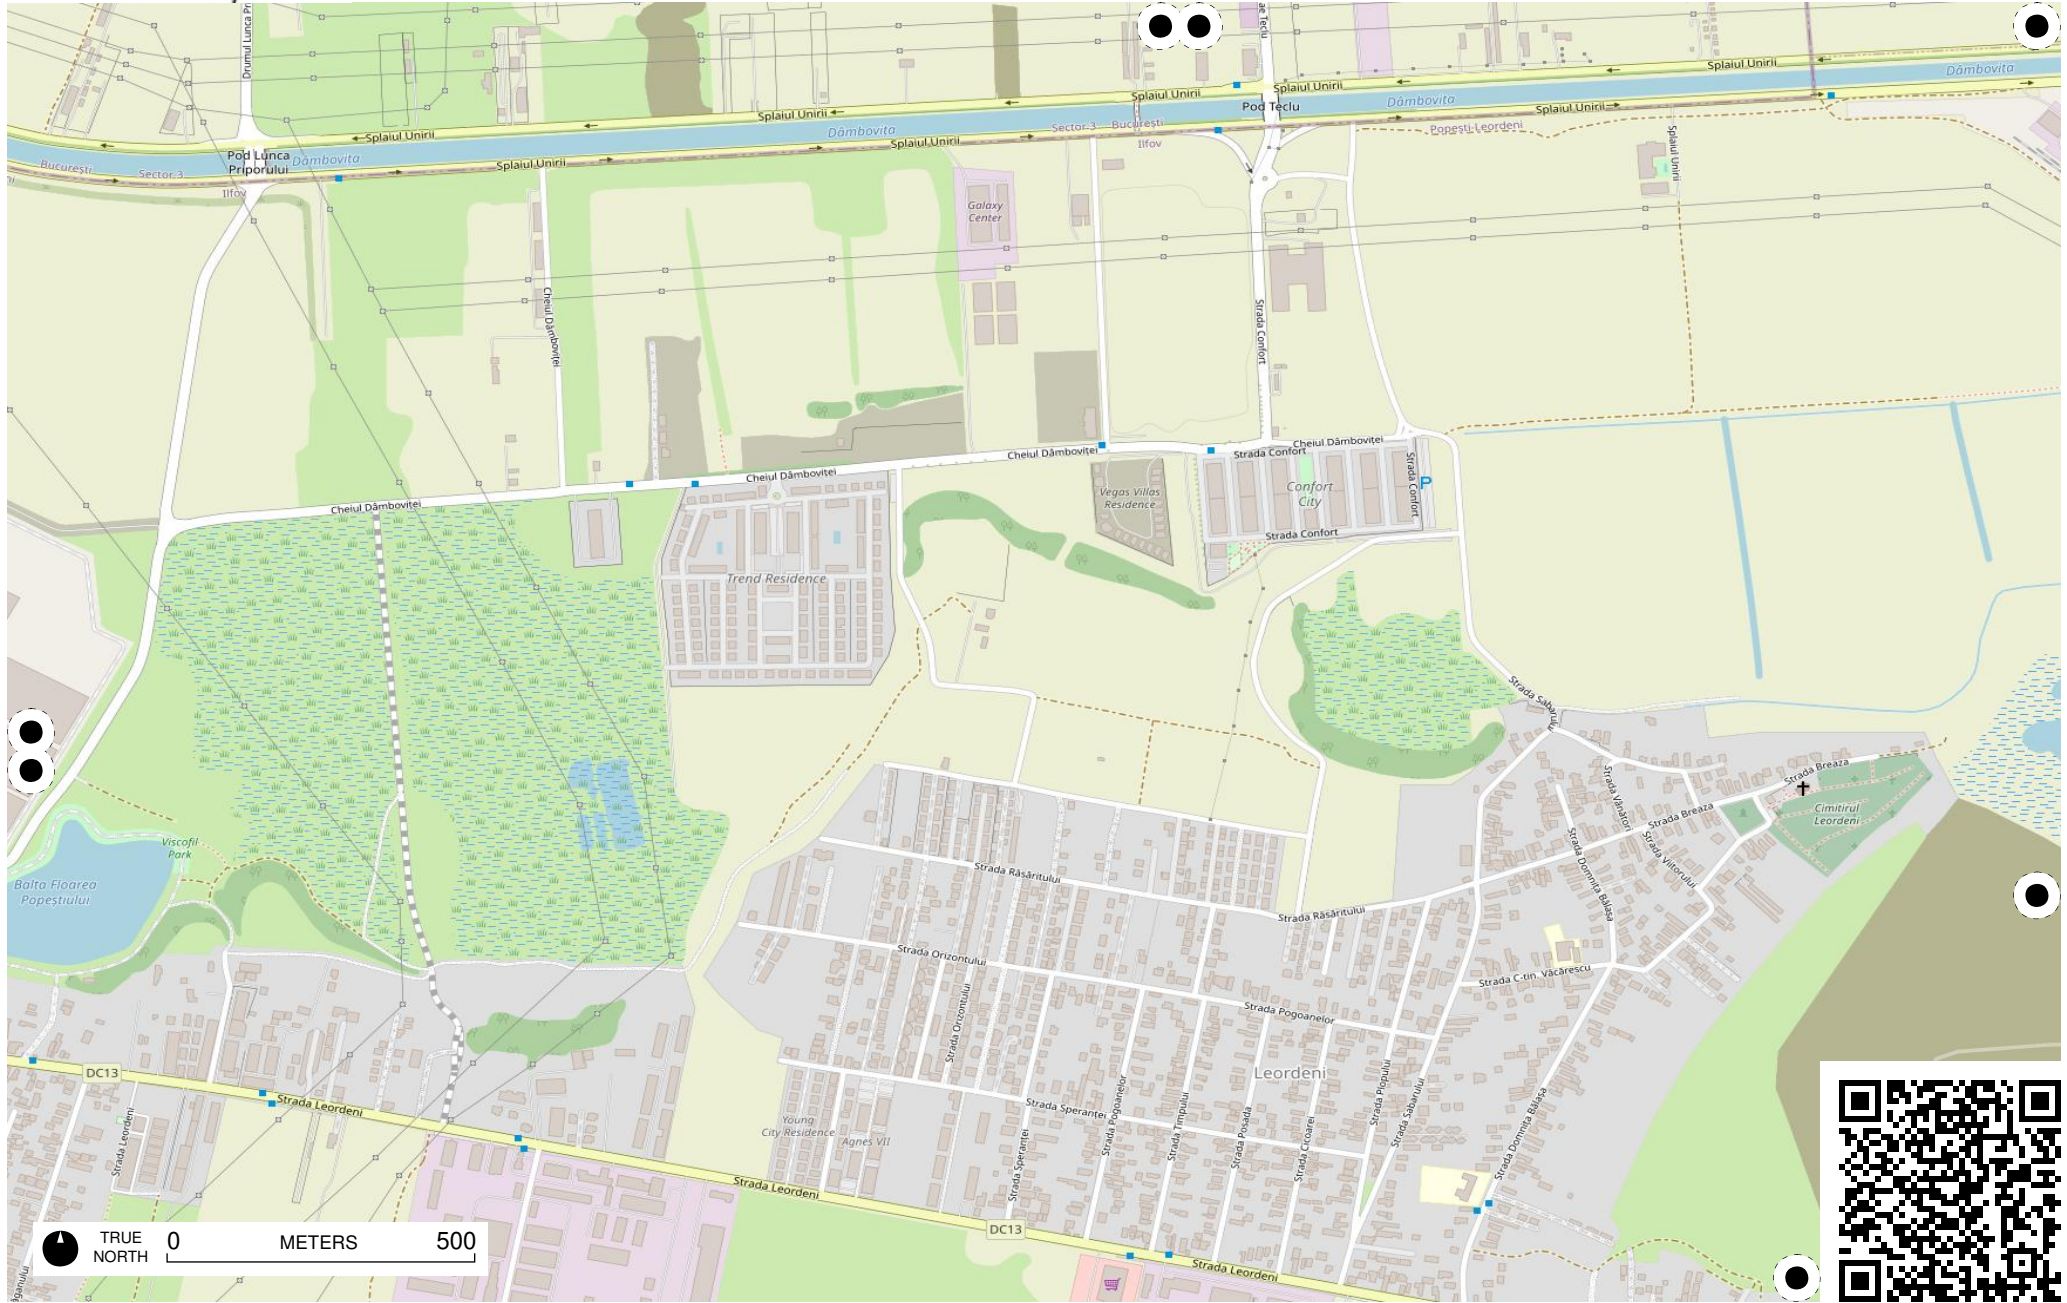 Drumul Lunca Pri
ae Teclu
Splaiul Unirii
Dâmbovița
Splaiul Unirii
Splaiul Unirii
Pod Teclu
Dâmbovița
Splaiul Unirii
Splaiul Unirii
Dâmbovița
Sector 3
București
Popești-Leordeni
Splaiul Unirii
Splaiul Unirii
Ilfov
Splaiul Unirii
Pod Lunca
Priporului
Dâmbovița
Splaiul Unirii
București
Sector 3
Ilfov
Galaxy
Center
Cheiul Dâmboviței
Strada Confort
Cheiul Dâmboviței
Cheiul Dâmboviței
Strada Confort
Cheiul Dâmboviței
Strada Confort
P
Confort
City
Vegas Villas
Residence
Cheiul Dâmboviței
Strada Confort
Trend Residence
Strada Sabarului
Strada Breaza
Strada Vânători
Strada Breaza
Cimitirul
Leordeni
Viscofil
Park
Strada Domnița Bălașa
Strada Viitorului
Balta Floarea
Popeștiului
Strada Răsăritului
Strada Răsăritului
Strada Orizontului
Strada C-tin. Văcărescu
Strada Orizontului
Strada Pogoanelor
DC13
Leordeni
Strada Leordeni
Strada Speranței
Strada Pogoanelor
Strada Timpului
Strada Posada
Strada Cicoarei
Strada Plopului
Strada Sabarului
Strada Domnița Bălașa
Young
City Residence
Agnes VII
Strada Leordeni
Strada Speranței
Strada Leordeni
DC13
Strada Leordeni
TRUE
NORTH
0 METERS 500